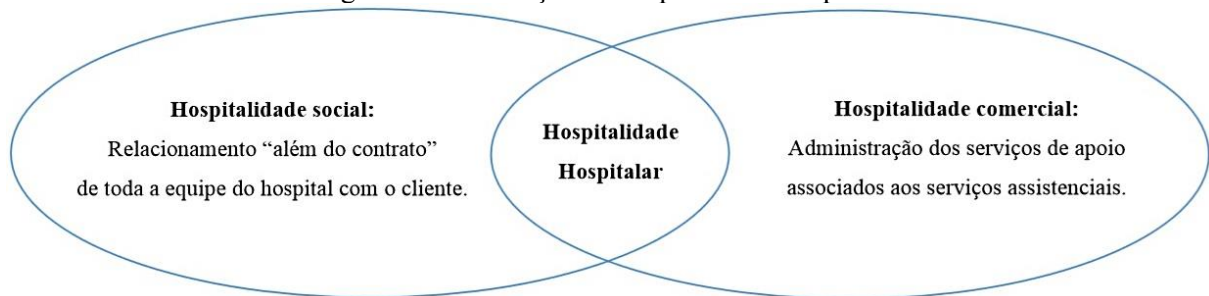 Hospitalidade social:
Relacionamento “além do contrato”
de toda a equipe do hospital com o cliente.
Hospitalidade
Hospitalar
Hospitalidade comercial:
Administração dos serviços de apoio
associados aos serviços assistenciais.